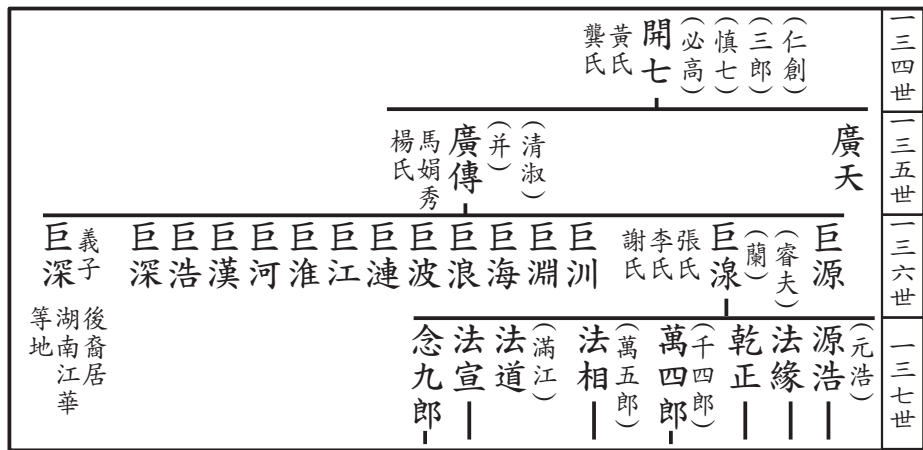 一三四世
（仁創）
（三郎）
（慎七）
（必高）
開七
黃氏
龔氏
一三五世
廣天
（清淑）
（并）
廣傳
馬娟秀
楊氏
一三六世
巨源
（睿夫）
（蘭）
巨湶
張氏
李氏
謝氏
巨汌
巨淵
巨海
巨浪
巨波
巨漣
巨江
巨淮
巨河
巨漢
巨浩
巨深
義子
巨深
後裔居
湖南江華
等地
一三七世
（元浩）
源浩
法緣
乾正
（千四郎）
萬四郎
（萬五郎）
法相
（滿江）
法道
法宣
念九郎